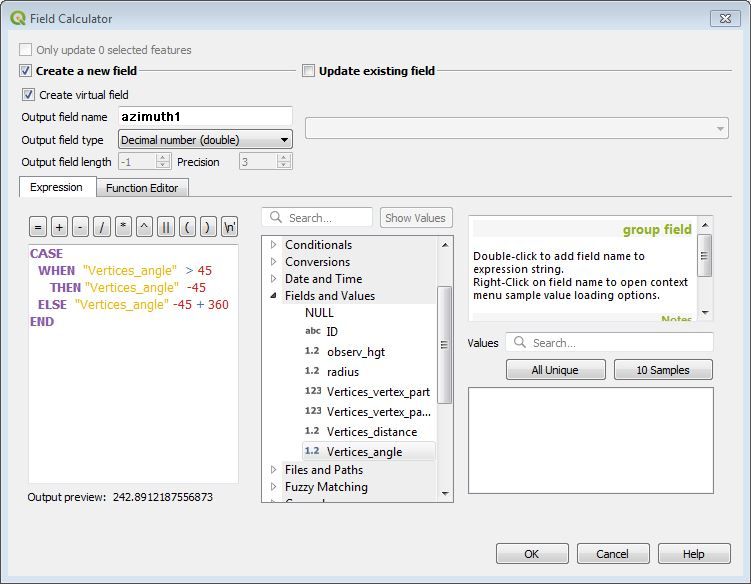 Field Calculator
Only update 0 selected features
Create a new field
Update existing field
Create virtual field
Output field name azimuth1
Output field type Decimal number (double)
Output field length -1 Precision 3
Expression Function Editor
= + - / * ^ || ( ) '\n'
Search... Show Values
CASE
WHEN "Vertices_angle" > 45
THEN "Vertices_angle" -45
ELSE "Vertices_angle" -45 + 360
END
Output preview: 242.8912187556873
Conditionals
Conversions
Date and Time
Fields and Values
NULL
abc ID
1.2 observ_hgt
1.2 radius
123 Vertices_vertex_part
123 Vertices_vertex_pa...
1.2 Vertices_distance
1.2 Vertices_angle
Files and Paths
Fuzzy Matching
group field
Double-click to add field name to
expression string.
Right-Click on field name to open context
menu sample value loading options.
Notes
Values Search...
All Unique 10 Samples
OK Cancel Help